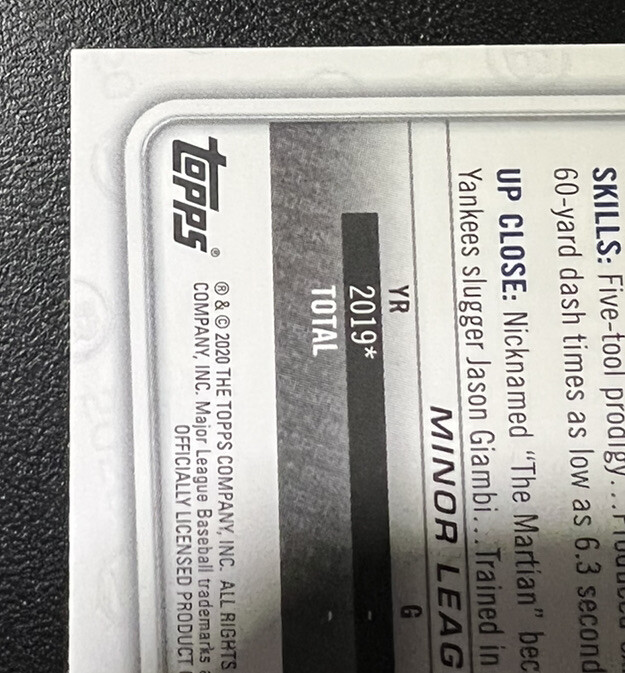 SKILLS: Five-tool prodigy...
60-yard dash times as low as 6.3 second
UP CLOSE: Nicknamed “The Martian” bec
Yankees slugger Jason Giambi...Trained in
MINOR LEAG
YR G
2019* -
TOTAL -
topps®
® & © 2020 THE TOPPS COMPANY, INC. ALL RIGHTS
COMPANY, INC. Major League Baseball trademarks
OFFICIALLY LICENSED PRODUCT